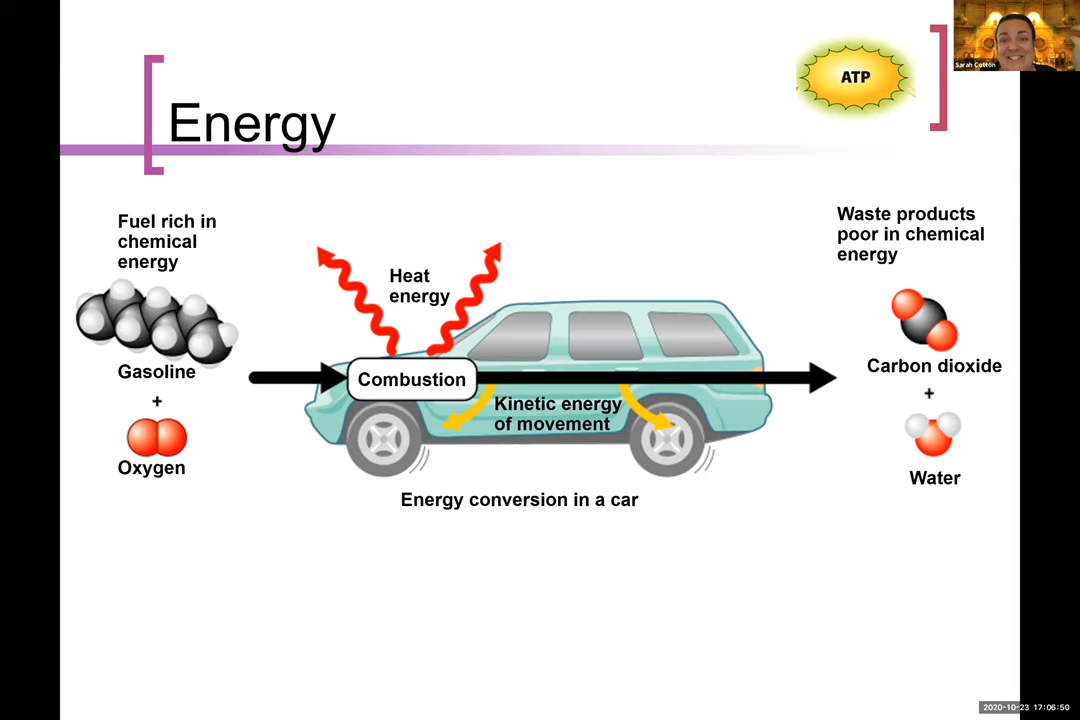 ATP
Sarah Cotton
Energy
Fuel rich in
chemical
energy
Gasoline
+
Oxygen
Heat
energy
Combustion
Kinetic energy
of movement
Energy conversion in a car
Waste products
poor in chemical
energy
Carbon dioxide
+
Water
2020-10-23 17:06:50